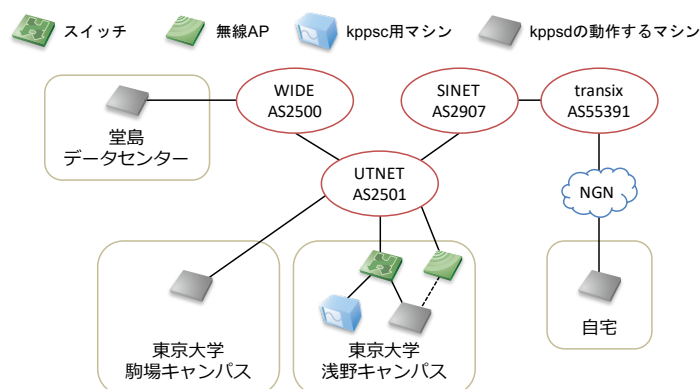 スイッチ
無線AP
kppsc用マシン
kppsdの動作するマシン
WIDE
AS2500
SINET
AS2907
transix
AS55391
堂島
データセンター
UTNET
AS2501
NGN
東京大学
駒場キャンパス
東京大学
浅野キャンパス
自宅